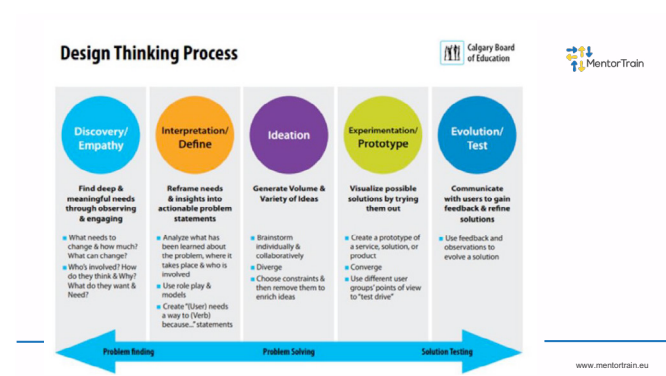 Design Thinking Process
Calgary Board
of Education
MentorTrain
Discovery/
Empathy
Find deep &
meaningful needs
through observing
& engaging
What needs to
change & how much?
What can change?
Who's involved? How
do they think & Why?
What do they want &
Need?
Interpretation/
Define
Reframe needs
& insights into
actionable problem
statements
Analyze what has
been learned about
the problem, where it
takes place & who is
involved
Use role play &
models
Create "(User) needs
a way to (Verb)
because..." statements
Ideation
Generate Volume &
Variety of Ideas
Brainstorm
individually &
collaboratively
Diverge
Choose constraints &
then remove them to
enrich ideas
Experimentation/
Prototype
Visualize possible
solutions by trying
them out
Create a prototype of
a service, solution, or
product
Converge
Use different user
groups' points of view
to "test drive"
Evolution/
Test
Communicate
with users to gain
feedback & refine
solutions
Use feedback and
observations to
evolve a solution
Problem finding
Problem Solving
Solution Testing
www.mentortrain.eu